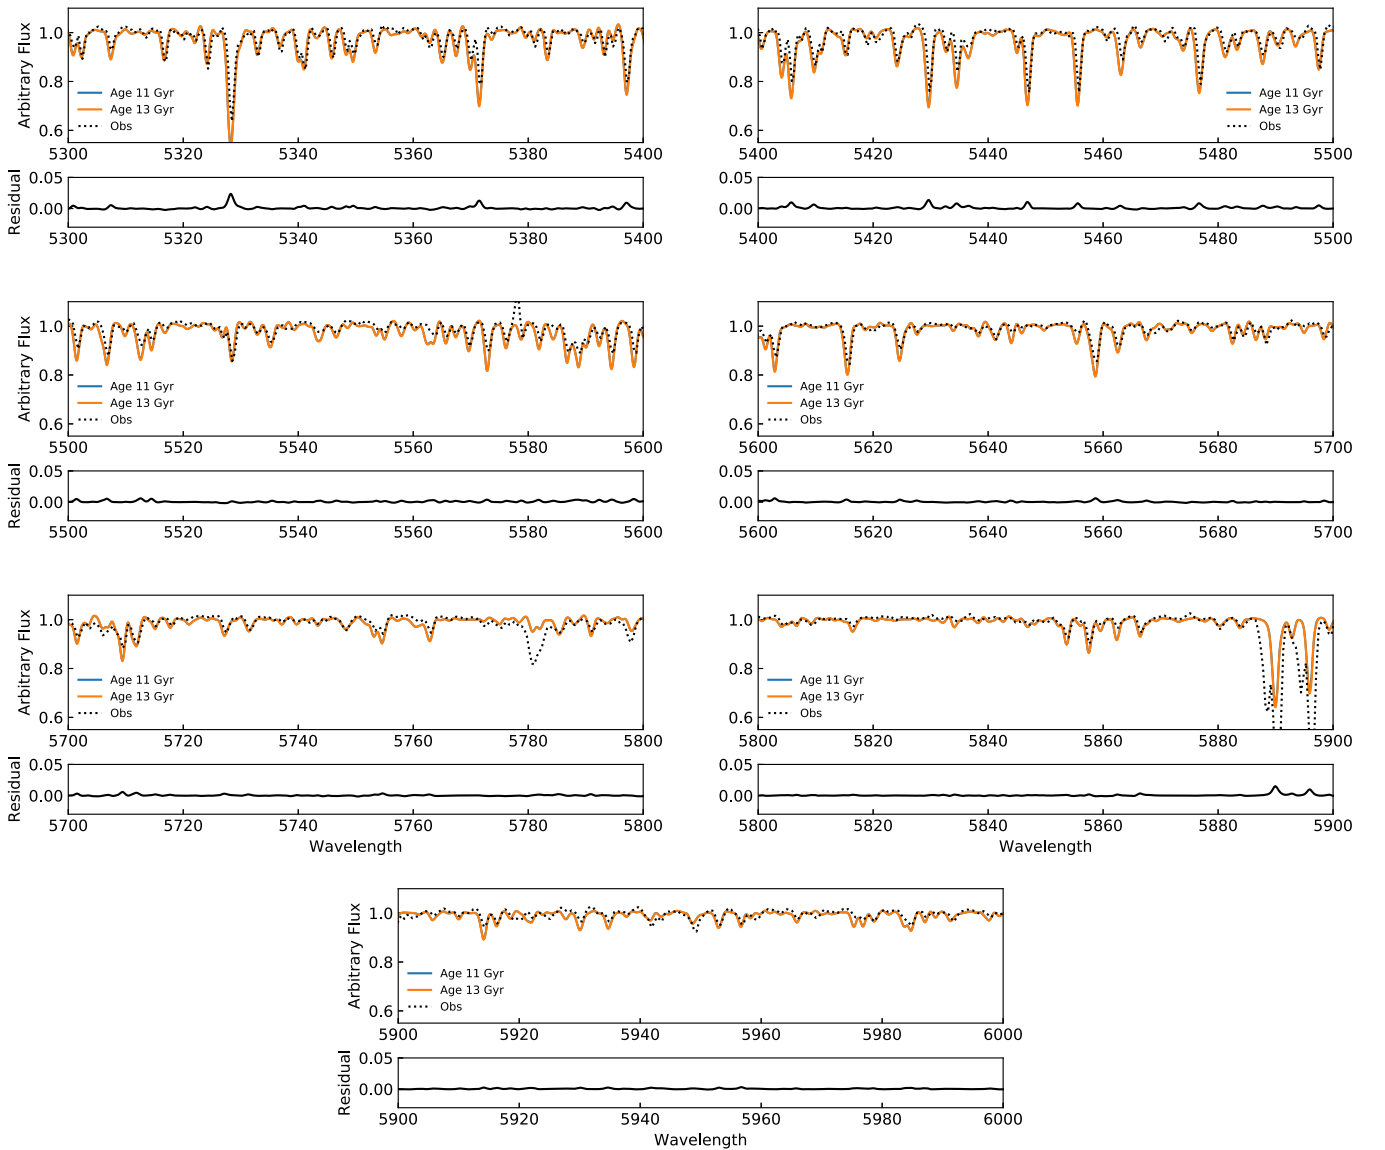 Arbitrary Flux
1.0
0.8
0.6
Age 11 Gyr
Age 13 Gyr
Obs
5300 5320 5340 5360 5380 5400
Residual
0.05
0.00
5300 5320 5340 5360 5380 5400
1.0
0.8
0.6
Age 11 Gyr
Age 13 Gyr
Obs
5400 5420 5440 5460 5480 5500
0.05
0.00
5400 5420 5440 5460 5480 5500
Arbitrary Flux
1.0
0.8
0.6
Age 11 Gyr
Age 13 Gyr
Obs
5500 5520 5540 5560 5580 5600
Residual
0.05
0.00
5500 5520 5540 5560 5580 5600
1.0
0.8
0.6
Age 11 Gyr
Age 13 Gyr
Obs
5600 5620 5640 5660 5680 5700
0.05
0.00
5600 5620 5640 5660 5680 5700
Arbitrary Flux
1.0
0.8
0.6
Age 11 Gyr
Age 13 Gyr
Obs
5700 5720 5740 5760 5780 5800
Residual
0.05
0.00
5700 5720 5740 5760 5780 5800
Wavelength
1.0
0.8
0.6
Age 11 Gyr
Age 13 Gyr
Obs
5800 5820 5840 5860 5880 5900
0.05
0.00
5800 5820 5840 5860 5880 5900
Wavelength
Arbitrary Flux
1.0
0.8
0.6
Age 11 Gyr
Age 13 Gyr
Obs
5900 5920 5940 5960 5980 6000
Residual
0.05
0.00
5900 5920 5940 5960 5980 6000
Wavelength